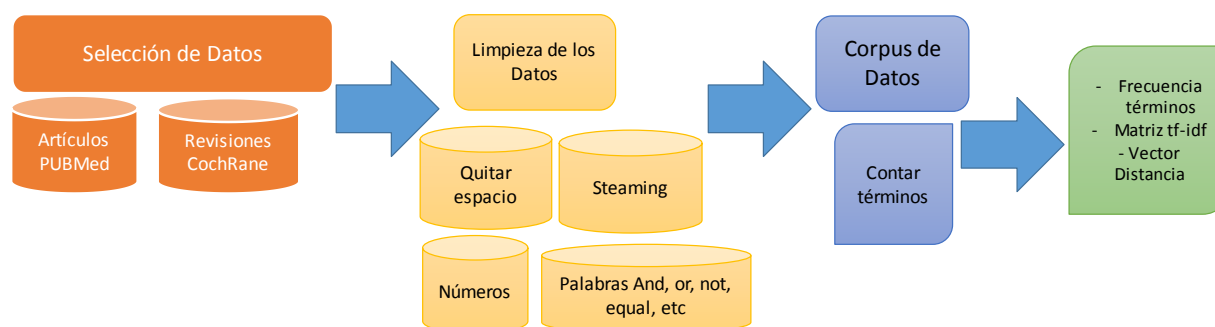 Selección de Datos
Artículos
PUBMed
Revisiones
CochRane
Limpieza de los
Datos
Quitar
espacio
Steaming
Números
Palabras And, or, not,
equal, etc
Corpus de
Datos
Contar
términos
- Frecuencia
términos
- Matriz tf-idf
- Vector
Distancia